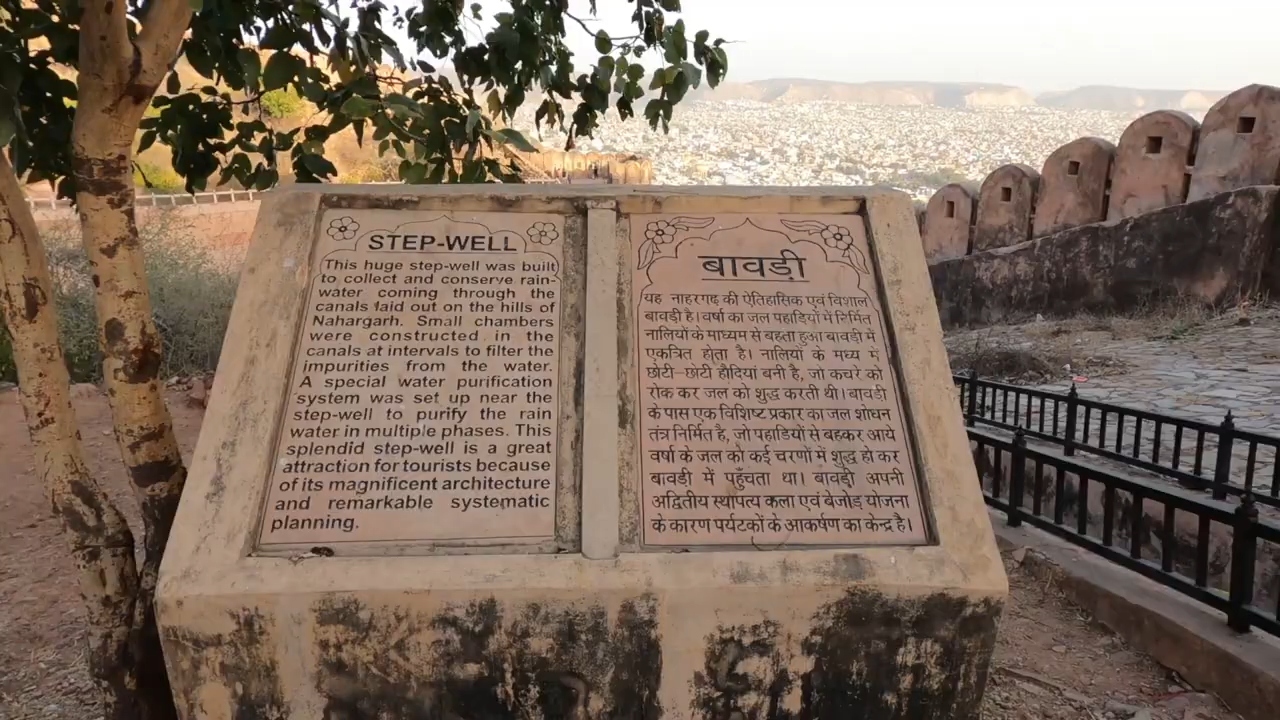 STEP-WELL
This huge step-well was built
to collect and conserve rain-
water coming through the
canals laid out on the hills of
Nahargarh. Small chambers
were constructed in the
canals at intervals to filter the
impurities from the water.
A special water purification
system was set up near the
step-well to purify the rain
water in multiple phases. This
splendid step-well is a great
attraction for tourists because
of its magnificent architecture
and remarkable systematic
planning.
बावड़ी
यह नाहरगढ़ की ऐतिहासिक एवं विशाल
बावड़ी है। वर्षा का जल पहाड़ियों में निर्मित
नालियों के माध्यम से बहता हुआ बावड़ी में
एकत्रित होता है। नालियों के मध्य में
छोटी–छोटी हौदियां बनी है, जो कचरे को
रोक कर जल को शुद्ध करती थी। बावड़ी
के पास एक विशिष्ट प्रकार का जल शोधन
तंत्र निर्मित है, जो पहाड़ियों से बहकर आये
वर्षा के जल को कई चरणों में शुद्ध हो कर
बावड़ी में पहुँचता था। बावड़ी अपनी
अद्वितीय स्थापत्य कला एवं बेजोड़ योजना
के कारण पर्यटकों के आकर्षण का केन्द्र है।